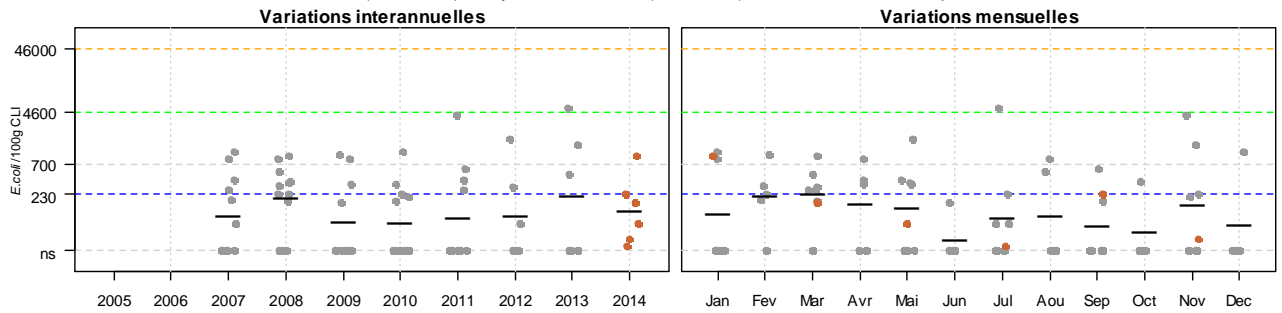 Variations interannuelles
Variations mensuelles
E.coli/100g CLI
46000
4600
700
230
ns
2005 2006 2007 2008 2009 2010 2011 2012 2013 2014
Jan Fev Mar Avr Mai Jun Jul Aou Sep Oct Nov Dec